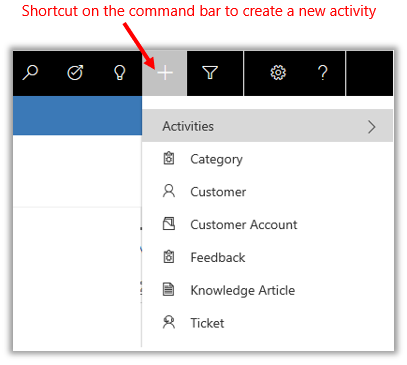 Shortcut on the command bar to create a new activity
Activities
Category
Customer
Customer Account
Feedback
Knowledge Article
Ticket